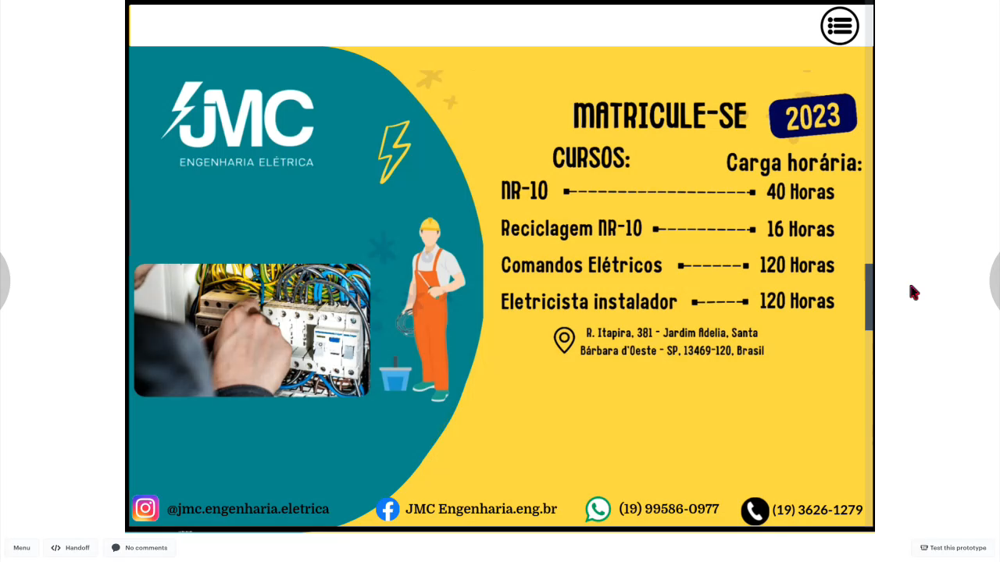 JMC
ENGENHARIA ELÉTRICA
MATRICULE-SE 2023
CURSOS: Carga horária:
NR-10 40 Horas
Reciclagem NR-10 16 Horas
Comandos Elétricos 120 Horas
Eletricista instalador 120 Horas
R. Itapira, 381 - Jardim Adelia, Santa
Bárbara d'Oeste - SP, 13469-120, Brasil
@jmc.engenharia.eletrica JMC Engenharia.eng.br (19) 99586-0977 (19) 3626-1279
Menu Handoff No comments Test this prototype